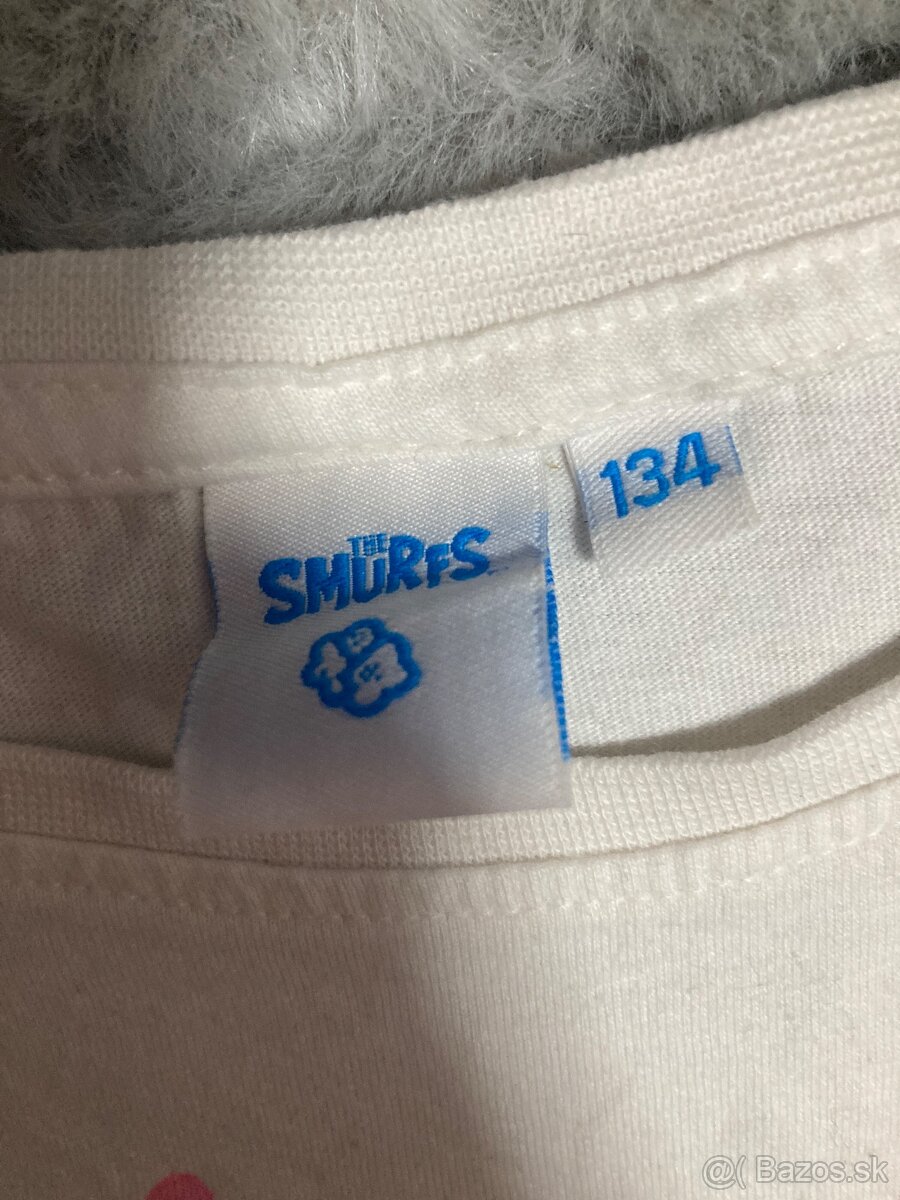 THE
SMURFS
134
@( Bazos.sk